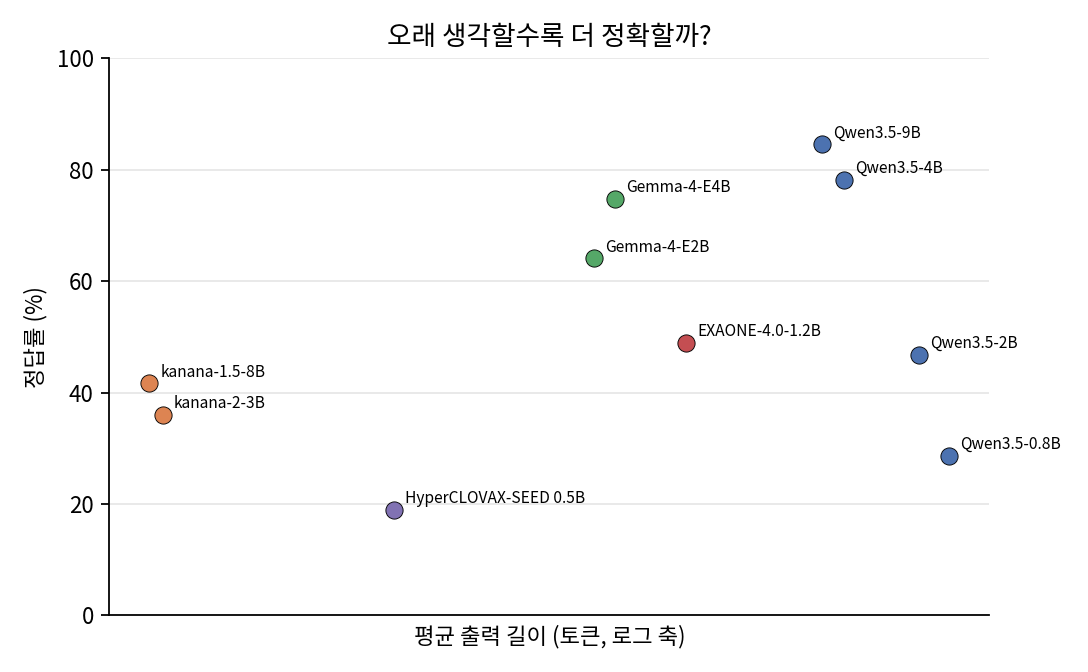 오래 생각할수록 더 정확할까?
정답률 (%)
100
80
60
40
20
0
Qwen3.5-9B
Qwen3.5-4B
Gemma-4-E4B
Gemma-4-E2B
EXAONE-4.0-1.2B
Qwen3.5-2B
kanana-1.5-8B
kanana-2-3B
Qwen3.5-0.8B
HyperCLOVAX-SEED 0.5B
평균 출력 길이 (토큰, 로그 축)